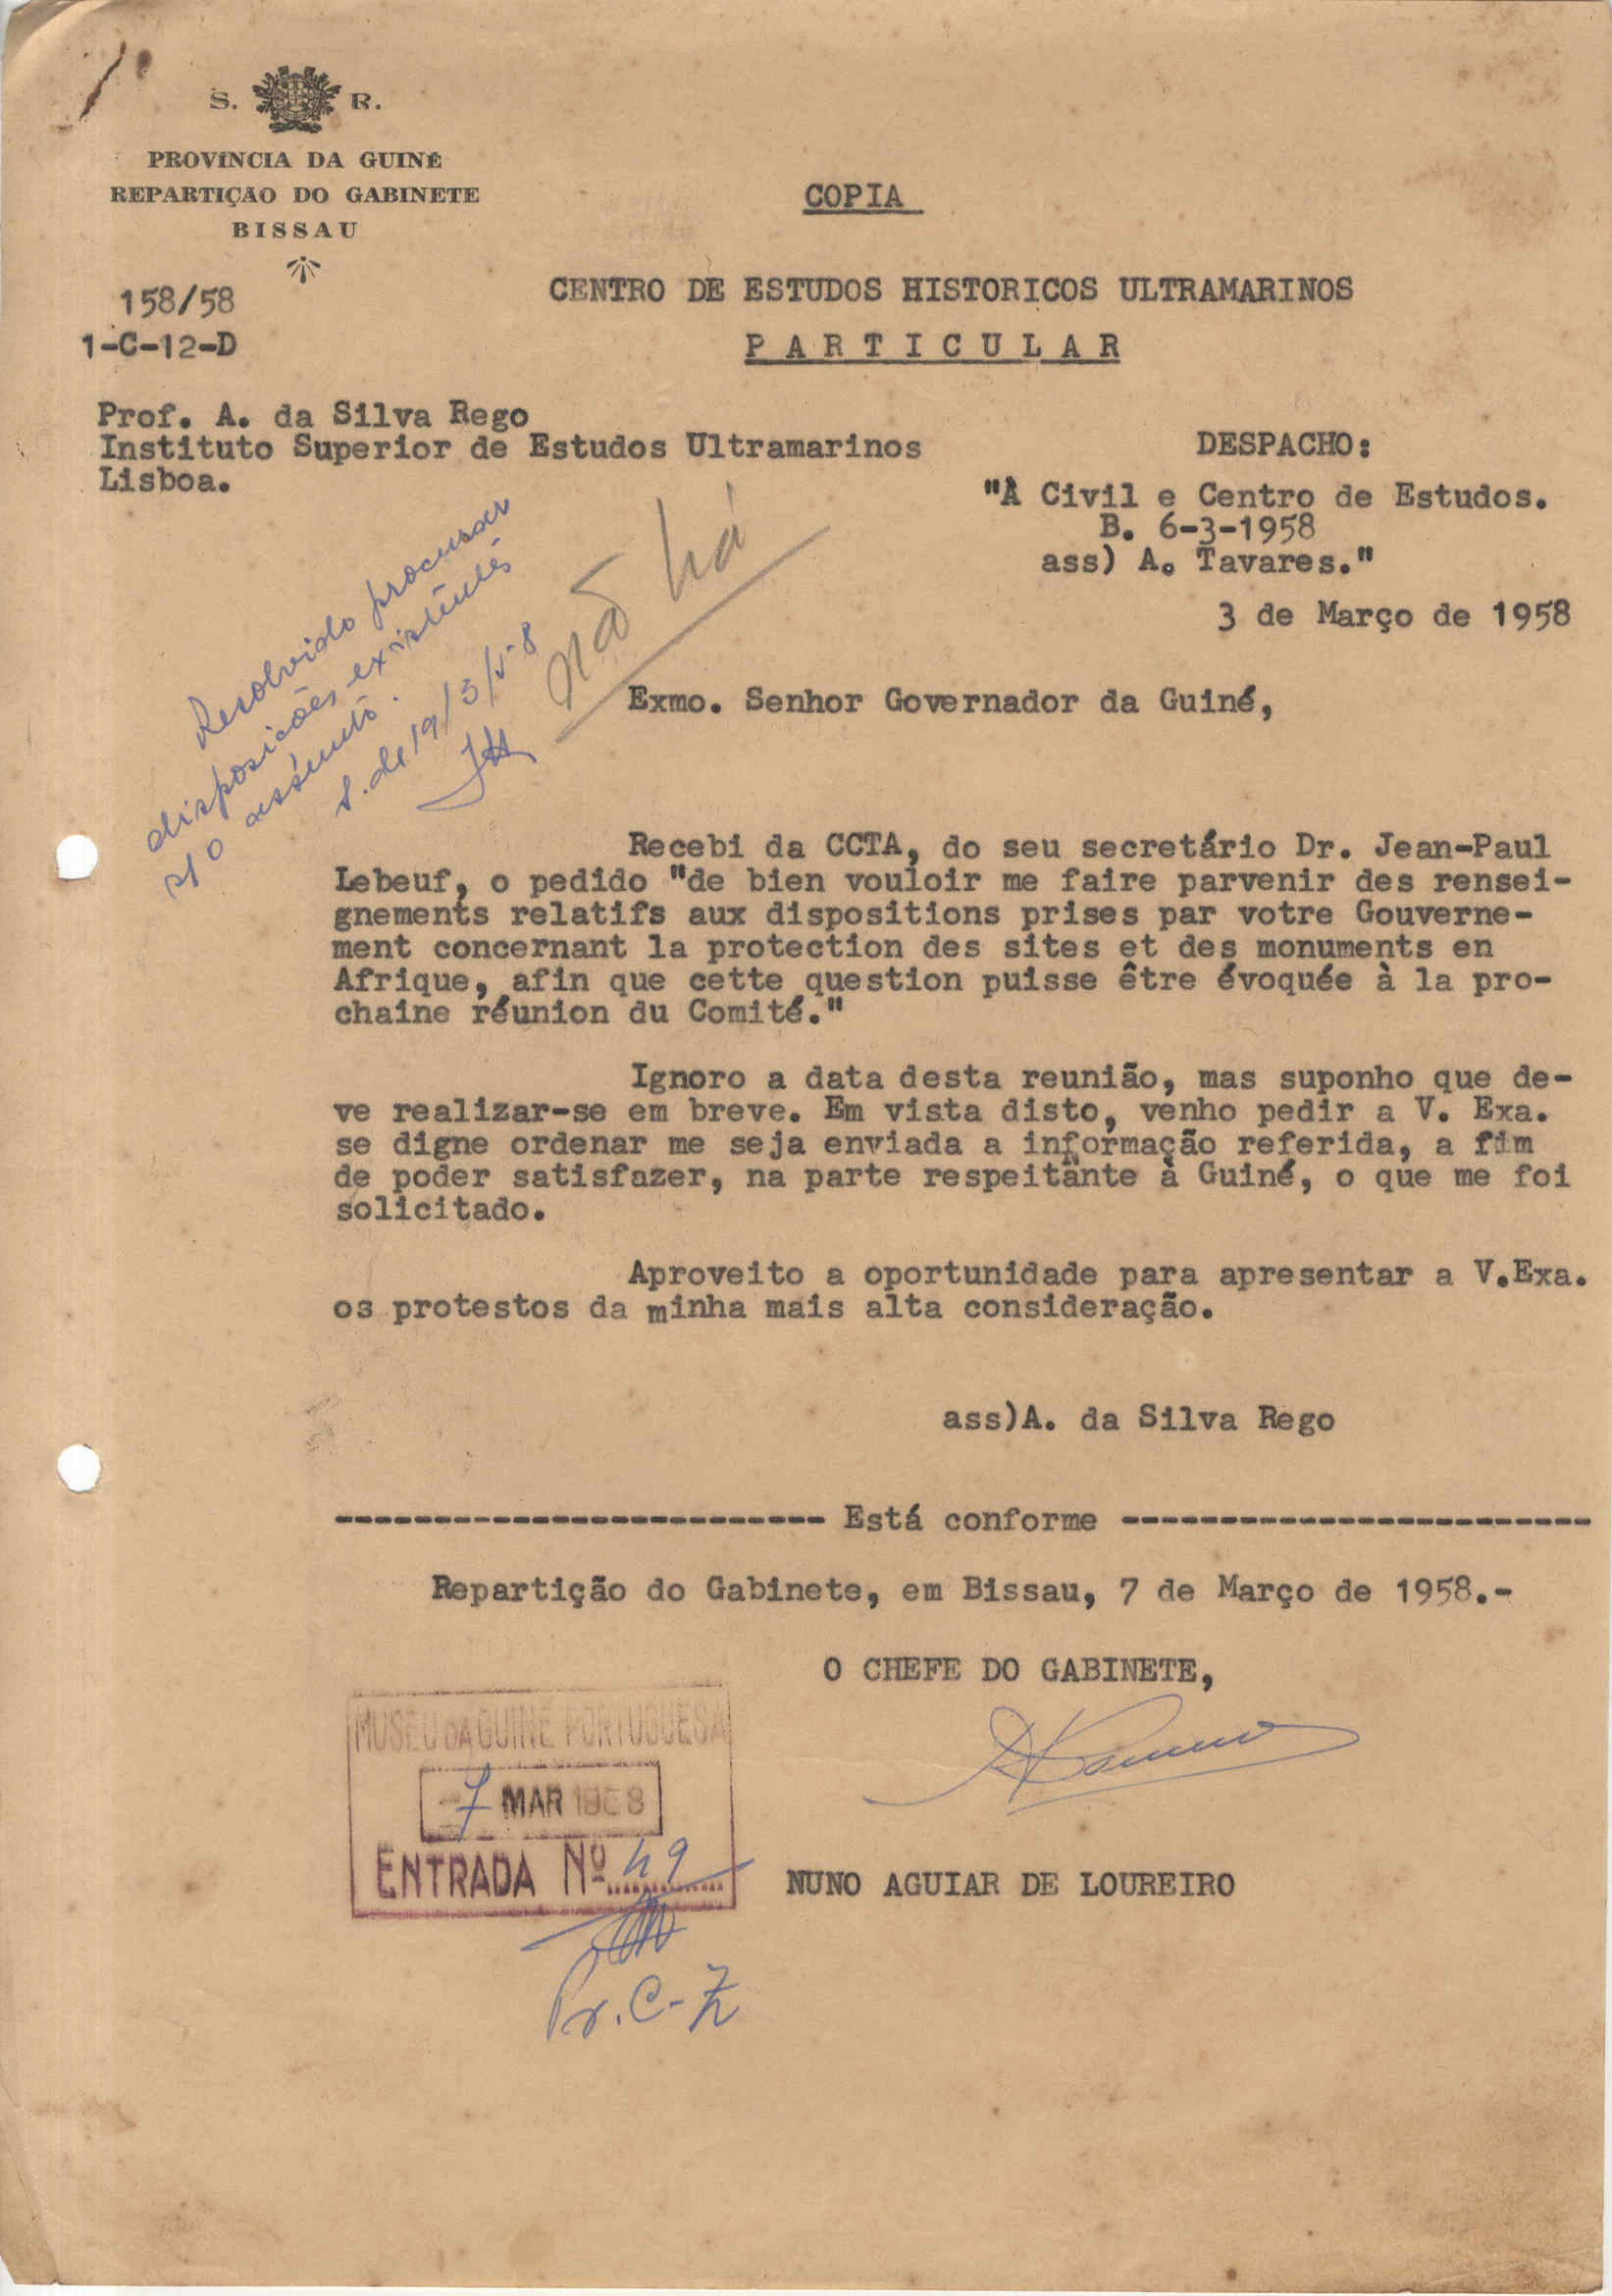 S. R.
PROVÍNCIA DA GUINÉ
REPARTIÇÃO DO GABINETE
BISSAU
158/58
1-C-12-D
COPIA
CENTRO DE ESTUDOS HISTORICOS ULTRAMARINOS
PARTICULAR
Prof. A. da Silva Rego
Instituto Superior de Estudos Ultramarinos
Lisboa.
DESPACHO:
"À Civil e Centro de Estudos.
B. 6-3-1958
ass) A. Tavares."
3 de Março de 1958
Resolvido procurar
disposições existentes
s/ o assunto.
S. de 19/3/58
não há
Exmo. Senhor Governador da Guiné,
Recebi da CCTA, do seu secretário Dr. Jean-Paul
Lebeuf, o pedido "de bien vouloir me faire parvenir des rensei-
gnements relatifs aux dispositions prises par votre Gouverne-
ment concernant la protection des sites et des monuments en
Afrique, afin que cette question puisse être évoquée à la pro-
chaine réunion du Comité."
Ignoro a data desta reunião, mas suponho que de-
ve realizar-se em breve. Em vista disto, venho pedir a V. Exa.
se digne ordenar me seja enviada a informação referida, a fim
de poder satisfazer, na parte respeitante à Guiné, o que me foi
solicitado.
Aproveito a oportunidade para apresentar a V.Exa.
os protestos da minha mais alta consideração.
ass)A. da Silva Rego
------------------------- Está conforme ------------------------
Repartição do Gabinete, em Bissau, 7 de Março de 1958.-
O CHEFE DO GABINETE,
NUNO AGUIAR DE LOUREIRO
MUSEU DA GUINÉ PORTUGUESA
-7 MAR 1958
ENTRADA Nº 49
Pr. C-7